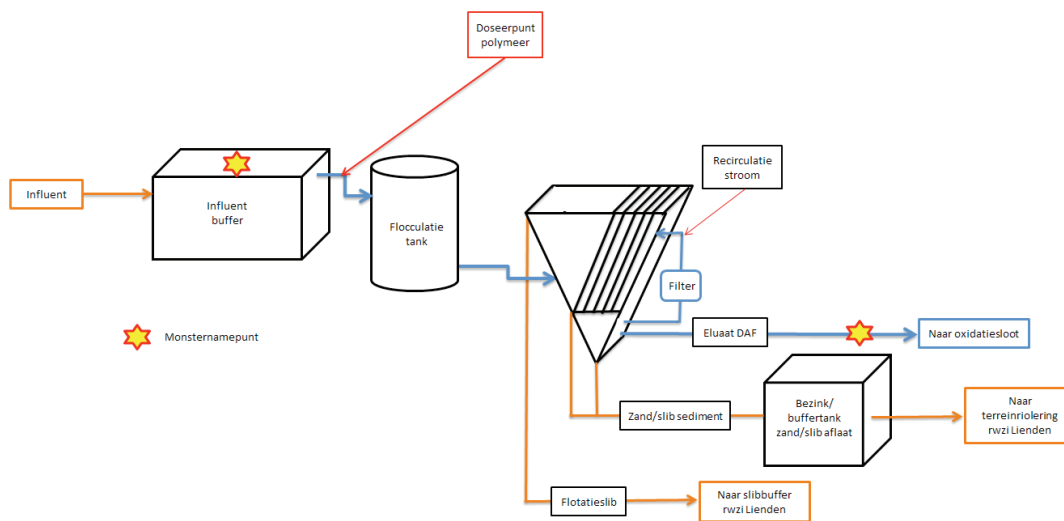 Doseerpunt
polymeer
Recirculatie
stroom
Influent
Influent
buffer
Flocculatie
tank
Filter
Monsternamepunt
Eluaat DAF
Naar oxidatiesloot
Zand/slib sediment
Bezink/
buffertank
zand/slib aflaat
Naar
terreinriolering
rwzi Lienden
Flotatieslib
Naar slibbuffer
rwzi Lienden